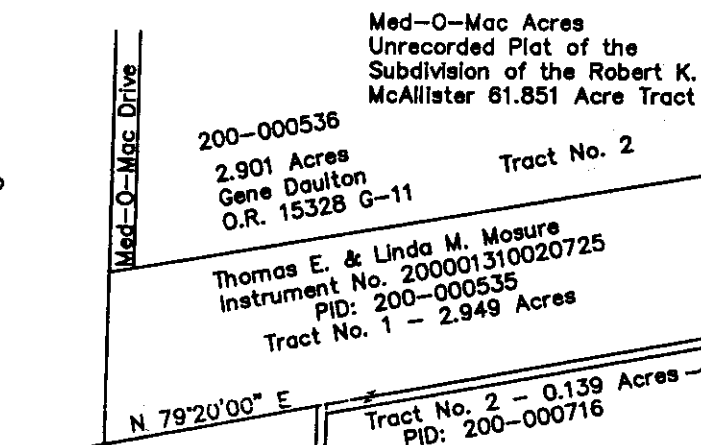 Med-O-Mac Acres
Unrecorded Plat of the
Subdivision of the Robert K.
McAllister 61.851 Acre Tract
Med-O-Mac Drive
200-000536
2.901 Acres
Gene Daulton
O.R. 15328 G-11
Tract No. 2
Thomas E. & Linda M. Mosure
Instrument No. 200001310020725
PID: 200-000535
Tract No. 1 - 2.949 Acres
N 79°20'00" E
Tract No. 2 - 0.139 Acres
PID: 200-000716